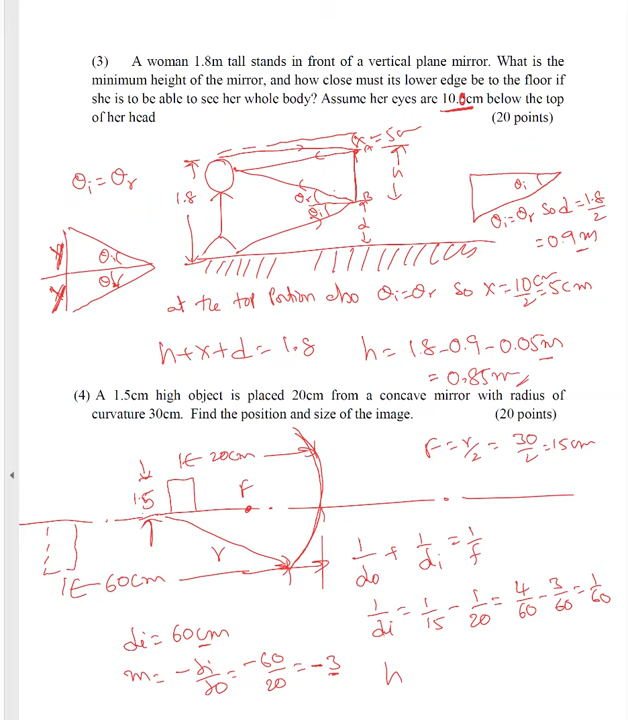 (3) A woman 1.8m tall stands in front of a vertical plane mirror. What is the
minimum height of the mirror, and how close must its lower edge be to the floor if
she is to be able to see her whole body? Assume her eyes are 10.0cm below the top
of her head (20 points)
x = 5cm
θi = θr
1.8
h
B
d
θr
θi
θi
θi = θr so d = 1.8/2
= 0.9m
θi
θr
at the top portion also θi = θr so x = 10cm/2 = 5cm
h + x + d = 1.8 h = 1.8 - 0.9 - 0.05m
= 0.85m
(4) A 1.5cm high object is placed 20cm from a concave mirror with radius of
curvature 30cm. Find the position and size of the image. (20 points)
20cm
F = r/2 = 30/2 = 15cm
1.5
F
r
60cm
1/do + 1/di = 1/f
1/di = 1/15 - 1/20 = 4/60 - 3/60 = 1/60
di = 60cm
m = -di/do = -60/20 = -3 h